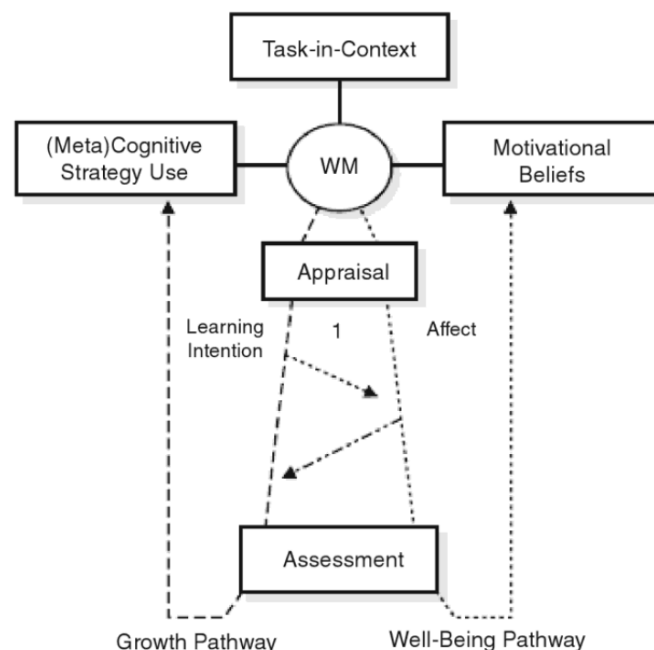 Task-in-Context
(Meta)Cognitive
Strategy Use
WM
Motivational
Beliefs
Appraisal
Learning
Intention
1
Affect
Assessment
Growth Pathway
Well-Being Pathway